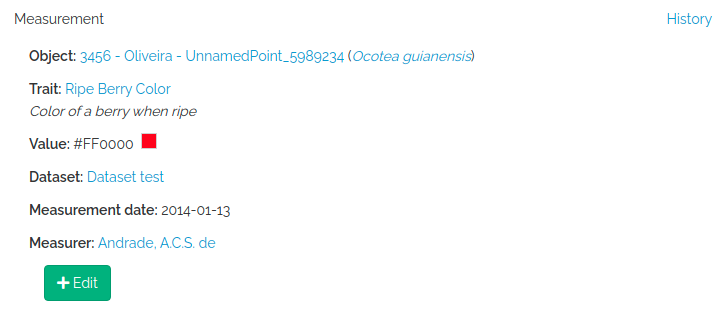 Measurement History
Object: 3456 - Oliveira - UnnamedPoint_5989234 (Ocotea guianensis)
Trait: Ripe Berry Color
Color of a berry when ripe
Value: #FF0000
Dataset: Dataset test
Measurement date: 2014-01-13
Measurer: Andrade, A.C.S. de
+ Edit